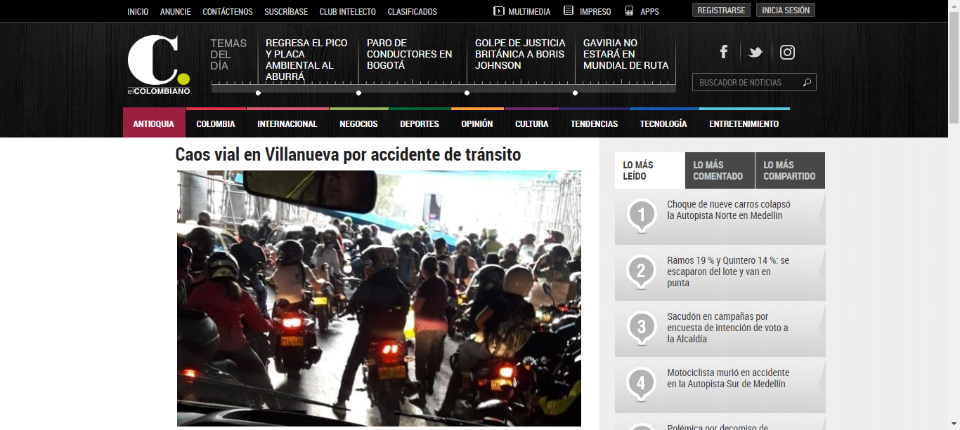 INICIO ANUNCIE CONTÁCTENOS SUSCRÍBASE CLUB INTELECTO CLASIFICADOS MULTIMEDIA IMPRESO APPS REGISTRARSE INICIA SESIÓN
C.
elCOLOMBIANO
TEMAS
DEL
DÍA
REGRESA EL PICO
Y PLACA
AMBIENTAL AL
ABURRÁ
PARO DE
CONDUCTORES EN
BOGOTÁ
GOLPE DE JUSTICIA
BRITÁNICA A BORIS
JOHNSON
GAVIRIA NO
ESTARÁ EN
MUNDIAL DE RUTA
BUSCADOR DE NOTICIAS
ANTIOQUIA COLOMBIA INTERNACIONAL NEGOCIOS DEPORTES OPINIÓN CULTURA TENDENCIAS TECNOLOGÍA ENTRETENIMIENTO
Caos vial en Villanueva por accidente de tránsito
LO MÁS
LEÍDO
LO MÁS
COMENTADO
LO MÁS
COMPARTIDO
1
Choque de nueve carros colapsó
la Autopista Norte en Medellín
2
Ramos 19 % y Quintero 14 %: se
escaparon del lote y van en
punta
3
Sacudón en campañas por
encuesta de intención de voto a
la Alcaldía
4
Motociclista murió en accidente
en la Autopista Sur de Medellín
Polémica por decomiso de